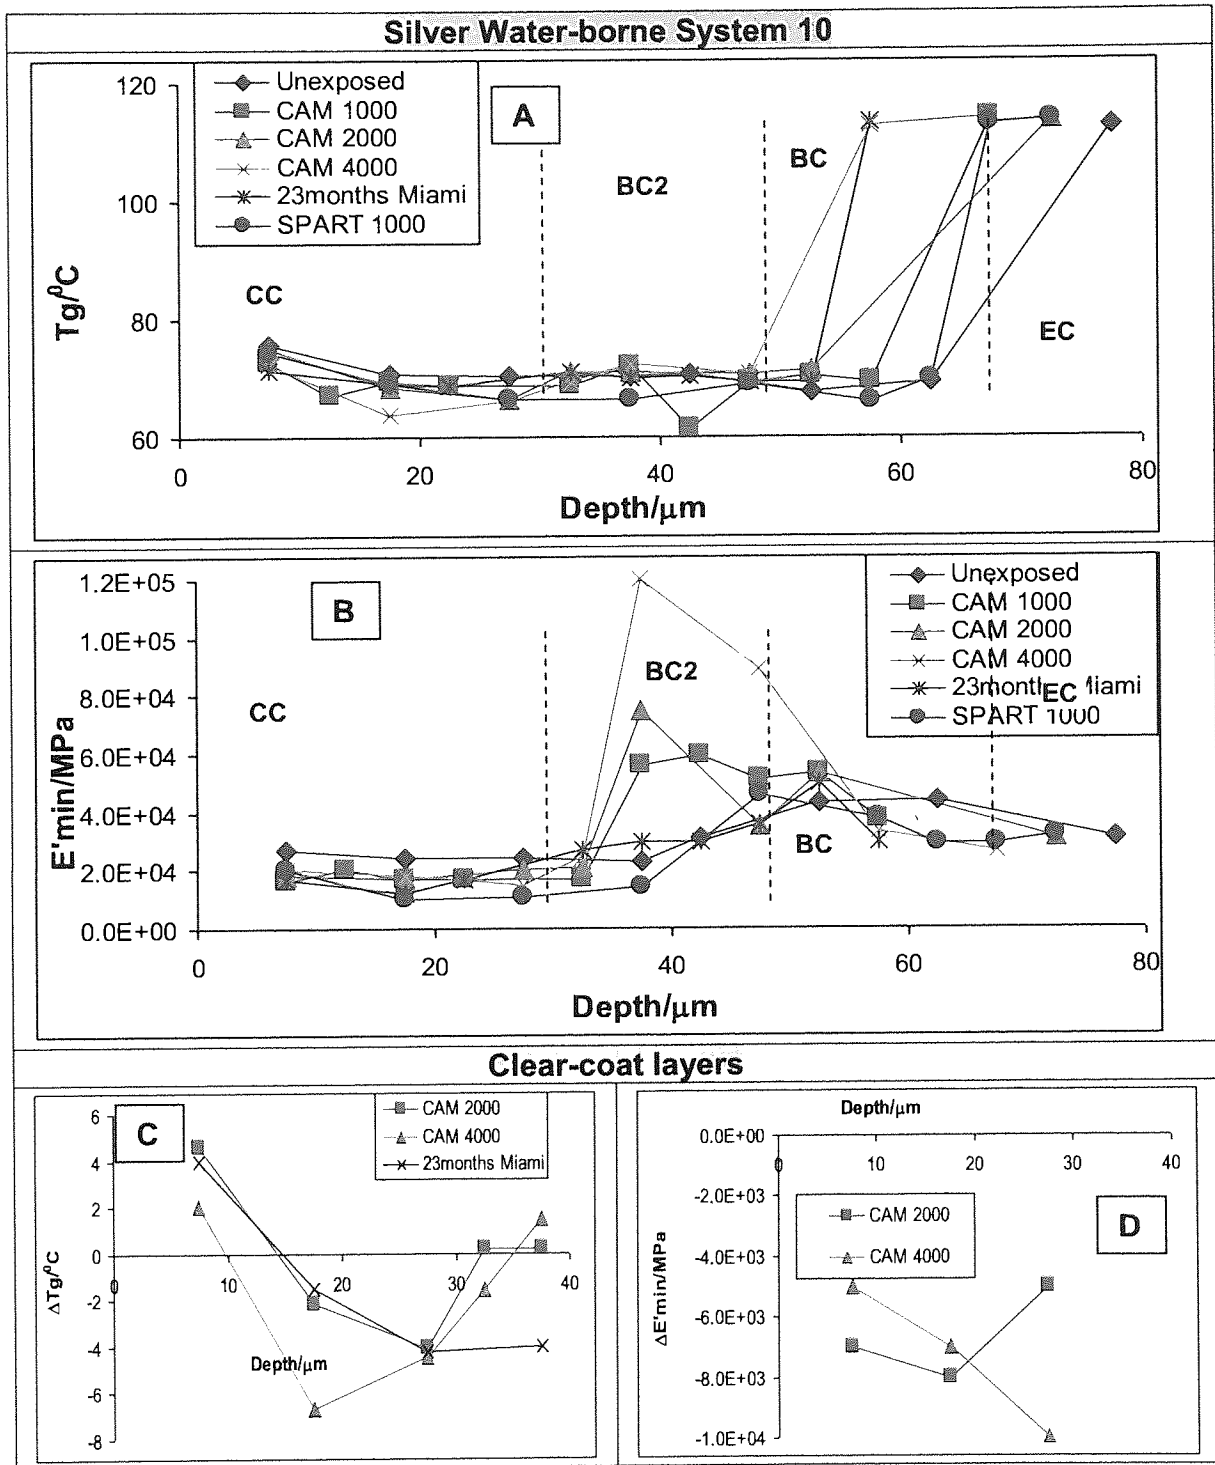 Silver Water-borne System 10
Unexposed
CAM 1000
CAM 2000
CAM 4000
23months Miami
SPART 1000
A
BC2
BC
CC
EC
120
100
80
60
Tg/⁰C
0
20
40
60
80
Depth/μm
Unexposed
CAM 1000
CAM 2000
CAM 4000
SPART 1000
B
BC2
CC
EC
BC
1.2E+05
1.0E+05
8.0E+04
6.0E+04
4.0E+04
2.0E+04
0.0E+00
E'min/MPa
0
20
40
60
80
Depth/μm
Clear-coat layers
C
CAM 2000
CAM 4000
23months Miami
6
4
2
0
-2
-4
-6
-8
ΔTg/⁰C
0
10
20
30
40
Depth/μm
Depth/μm
0
10
20
30
40
0.0E+00
-2.0E+03
-4.0E+03
-6.0E+03
-8.0E+03
-1.0E+04
ΔE'min/MPa
CAM 2000
CAM 4000
D